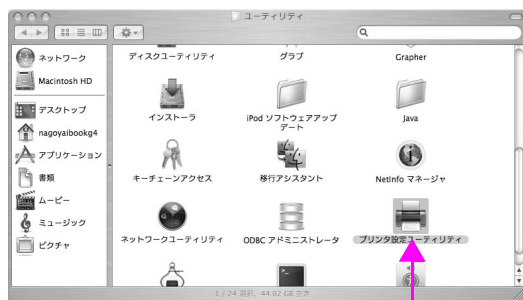 ユーティリティ
ネットワーク
Macintosh HD
デスクトップ
nagoyaibookg4
アプリケーション
書類
ムービー
ミュージック
ピクチャ
ディスクユーティリティ
グラブ
Grapher
インストーラ
iPod ソフトウェアアップ
デート
Java
キーチェーンアクセス
移行アシスタント
NetInfo マネージャ
ネットワークユーティリティ
ODBC アドミニストレータ
プリンタ設定ユーティリティ
1 / 24 選択、44.02 GB 空き